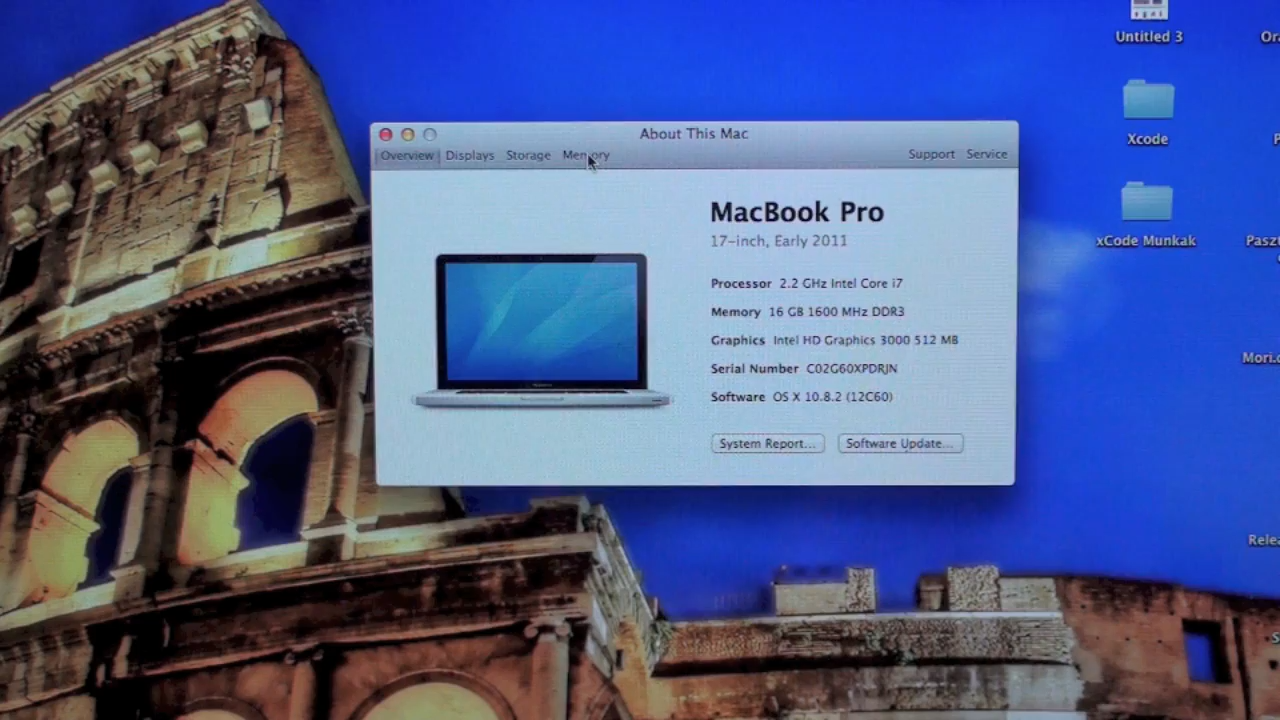 Untitled 3
Xcode
xCode Munkak
About This Mac
Overview Displays Storage Memory Support Service
MacBook Pro
17-inch, Early 2011
Processor 2.2 GHz Intel Core i7
Memory 16 GB 1600 MHz DDR3
Graphics Intel HD Graphics 3000 512 MB
Serial Number C02G60XPDRJN
Software OS X 10.8.2 (12C60)
System Report... Software Update...